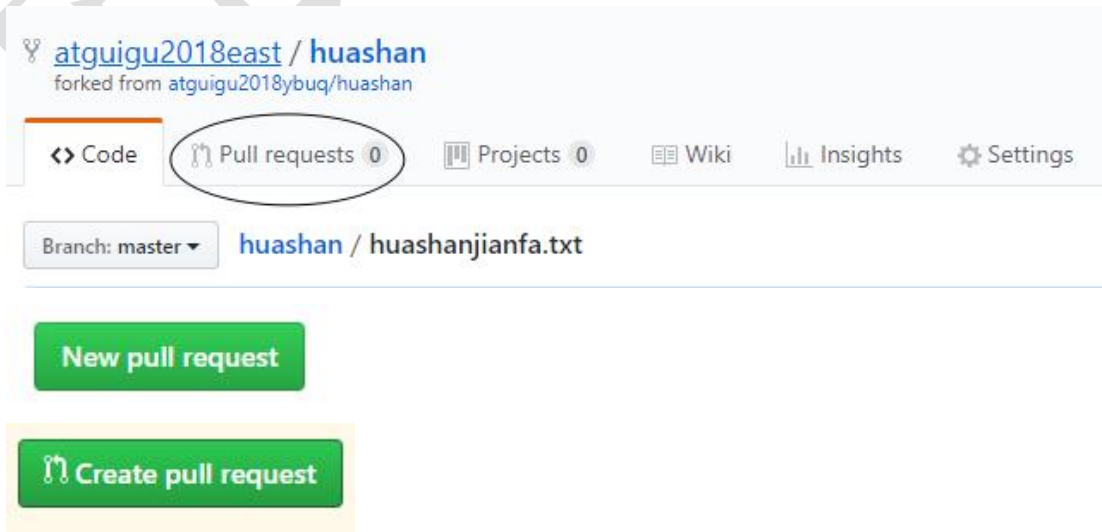 atguigu2018east / huashan
forked from atguigu2018ybuq/huashan
<> Code Pull requests 0 Projects 0 Wiki Insights Settings
Branch: master huashan / huashanjianfa.txt
New pull request
Create pull request